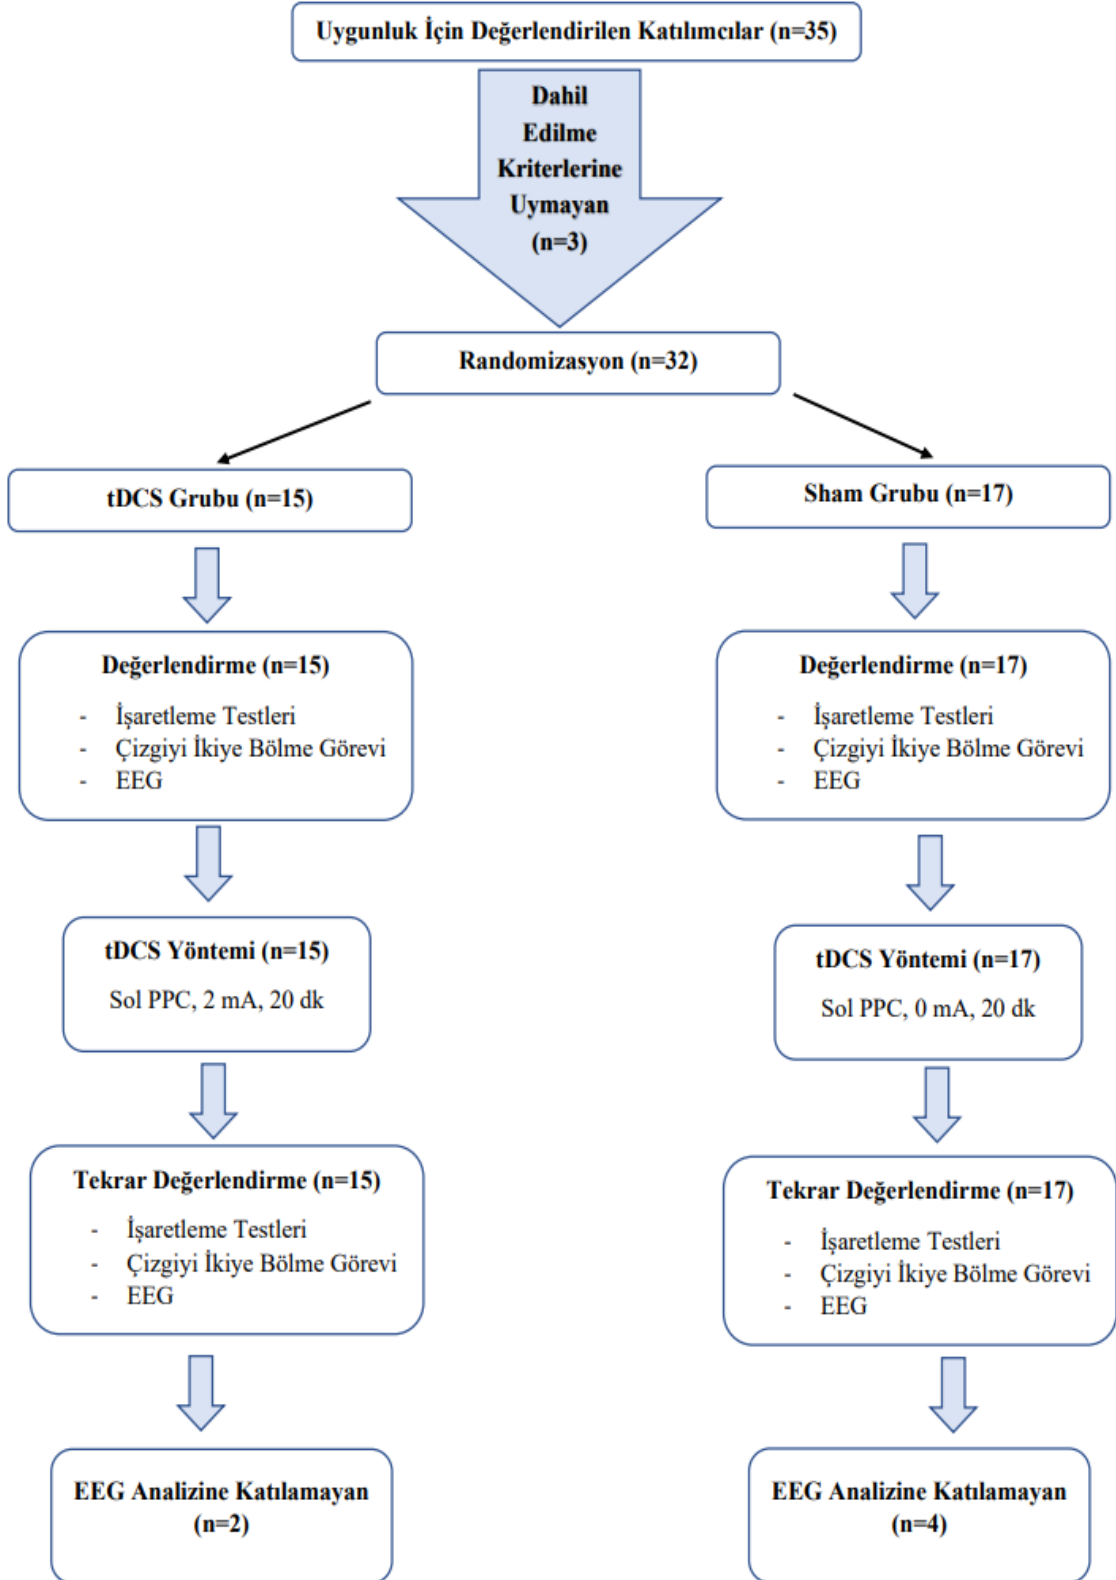 Uygunluk İçin Değerlendirilen Katılımcılar (n=35)
Dahil
Edilme
Kriterlerine
Uymayan
(n=3)
Randomizasyon (n=32)
tDCS Grubu (n=15)
Sham Grubu (n=17)
Değerlendirme (n=15)
- İşaretleme Testleri
- Çizgiyi İkiye Bölme Görevi
- EEG
Değerlendirme (n=17)
- İşaretleme Testleri
- Çizgiyi İkiye Bölme Görevi
- EEG
tDCS Yöntemi (n=15)
Sol PPC, 2 mA, 20 dk
tDCS Yöntemi (n=17)
Sol PPC, 0 mA, 20 dk
Tekrar Değerlendirme (n=15)
- İşaretleme Testleri
- Çizgiyi İkiye Bölme Görevi
- EEG
Tekrar Değerlendirme (n=17)
- İşaretleme Testleri
- Çizgiyi İkiye Bölme Görevi
- EEG
EEG Analizine Katılamayan
(n=2)
EEG Analizine Katılamayan
(n=4)